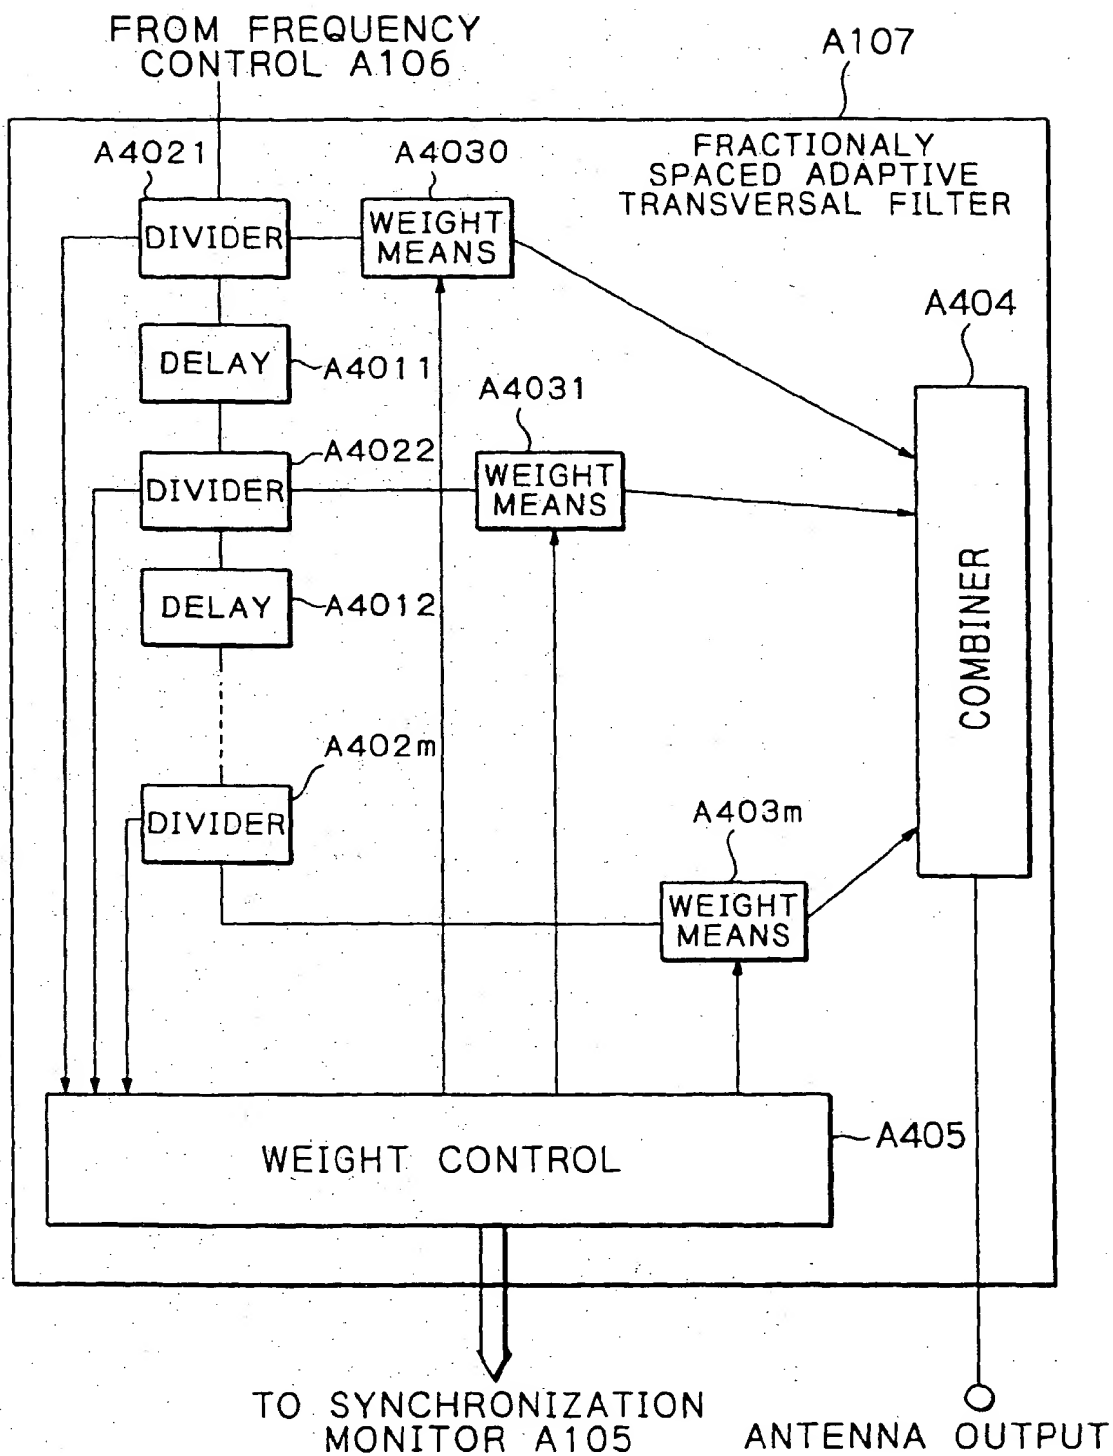 FROM FREQUENCY
CONTROL A106
A107
FRACTIONALY
SPACED ADAPTIVE
TRANSVERSAL FILTER
A4021
A4030
DIVIDER
WEIGHT
MEANS
A404
DELAY
A4011
A4031
A4022
DIVIDER
WEIGHT
MEANS
DELAY
A4012
COMBINER
A402m
DIVIDER
A403m
WEIGHT
MEANS
WEIGHT CONTROL
A405
TO SYNCHRONIZATION
MONITOR A105
ANTENNA OUTPUT